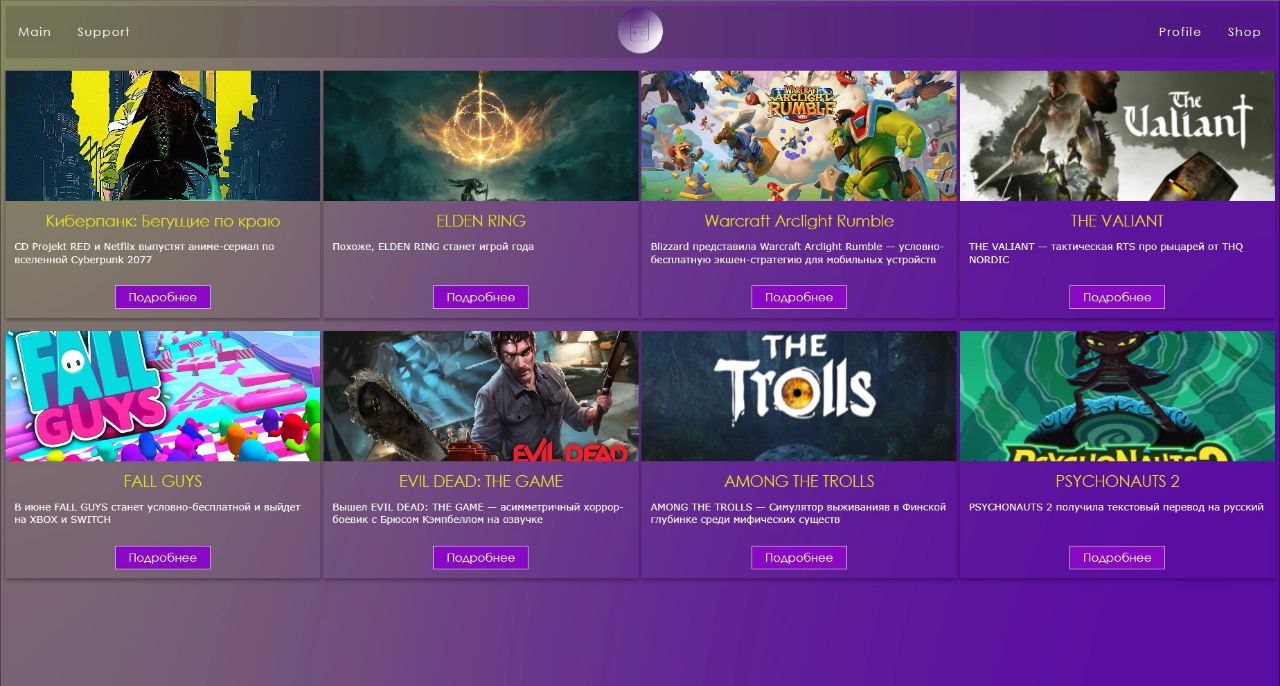 Main
Support
Profile
Shop
WARCRAFT
ARCLIGHT
RUMBLE
The
Valiant
Киберпанк: Бегущие по краю
CD Projekt RED и Netflix выпустят аниме-сериал по
вселенной Cyberpunk 2077
Подробнее
ELDEN RING
Похоже, ELDEN RING станет игрой года
Подробнее
Warcraft Arclight Rumble
Blizzard представила Warcraft Arclight Rumble — условно-
бесплатную экшен-стратегию для мобильных устройств
Подробнее
THE VALIANT
THE VALIANT — тактическая RTS про рыцарей от THQ
NORDIC
Подробнее
FALL
GUYS
EVIL DEAD
THE
Trolls
PSYCHONAUTS 2
FALL GUYS
В июне FALL GUYS станет условно-бесплатной и выйдет
на XBOX и SWITCH
Подробнее
EVIL DEAD: THE GAME
Вышел EVIL DEAD: THE GAME — асимметричный хоррор-
боевик с Брюсом Кэмпбеллом на озвучке
Подробнее
AMONG THE TROLLS
AMONG THE TROLLS — Симулятор выживанияв в Финской
глубинке среди мифических существ
Подробнее
PSYCHONAUTS 2
PSYCHONAUTS 2 получила текстовый перевод на русский
Подробнее